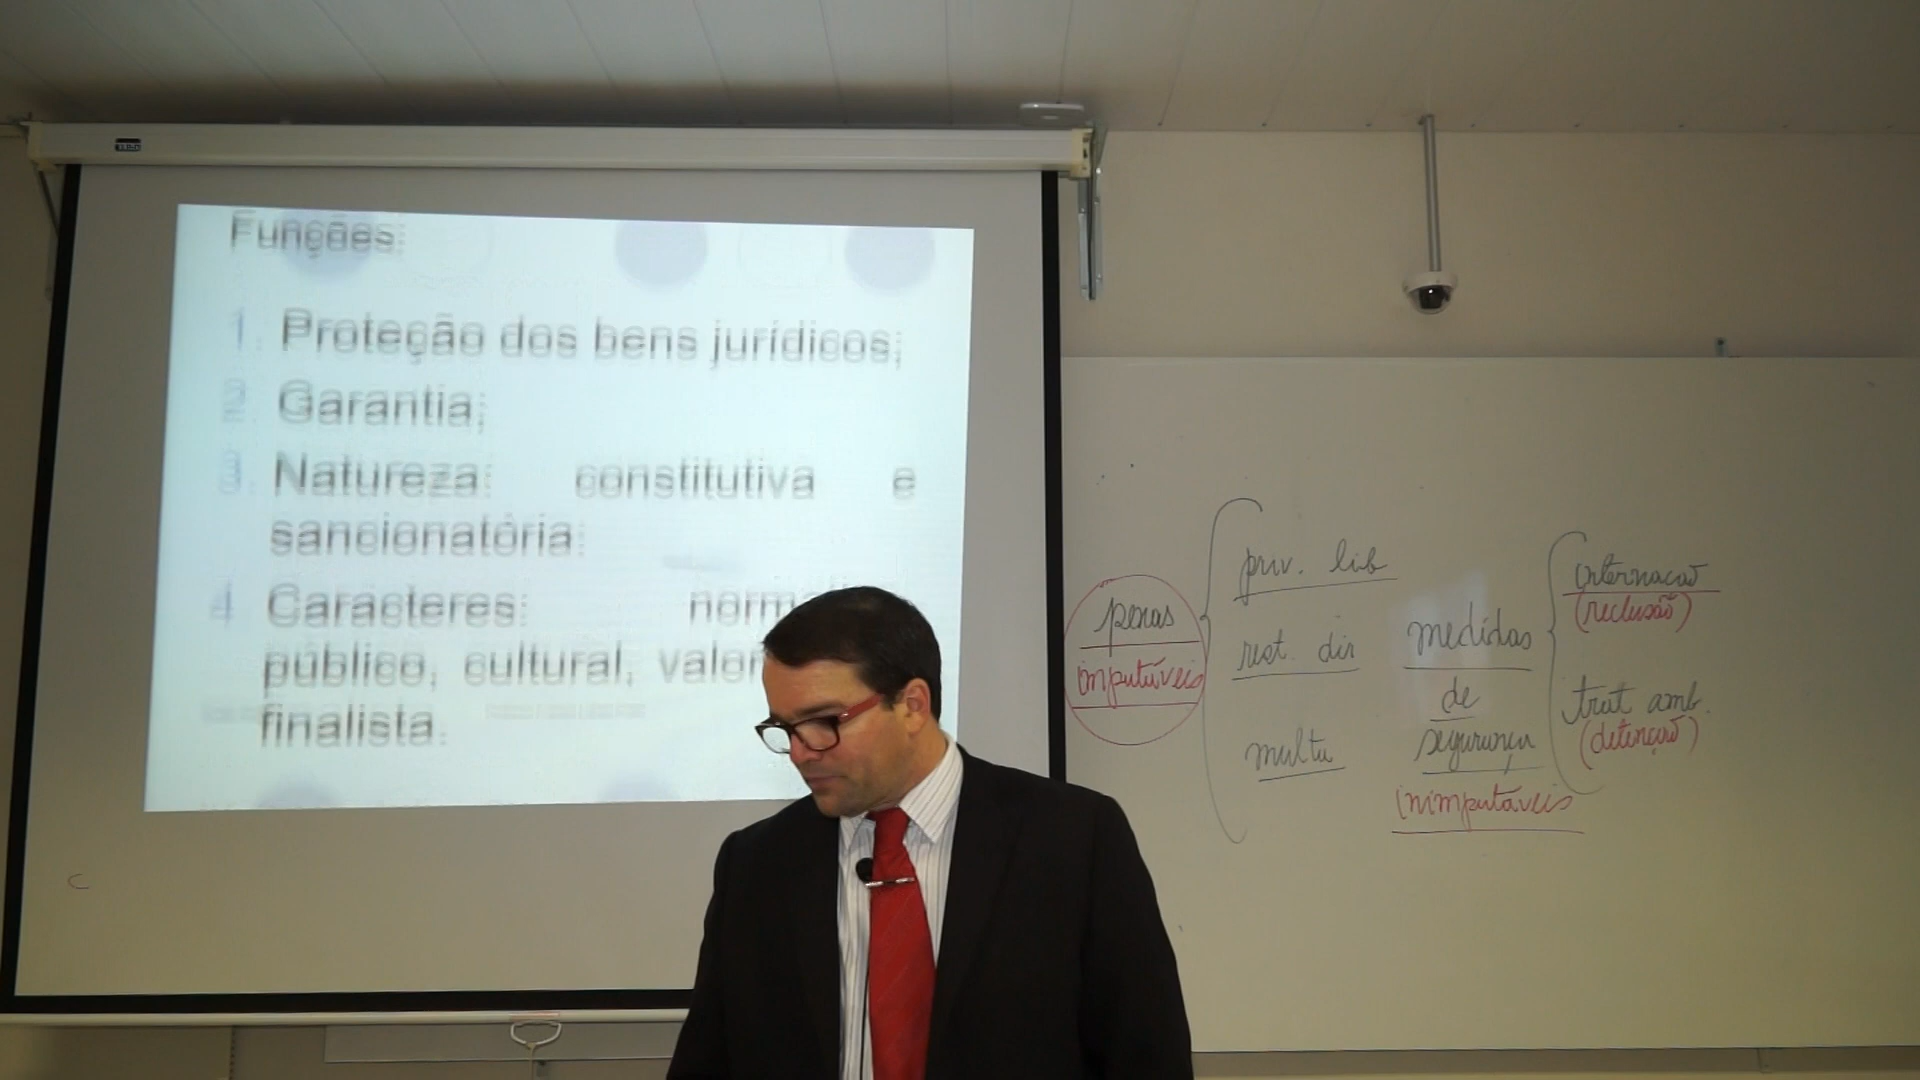 Funções:
1. Proteção dos bens jurídicos;
2. Garantia;
3. Natureza: constitutiva e
sancionatória:
4 Caracteres:
público, cultural,
finalista.
penas
imputáveis
priv. lib
rest. dir
multa
medidas
de
segurança
inimputáveis
internação
(reclusão)
trat amb.
(detenção)